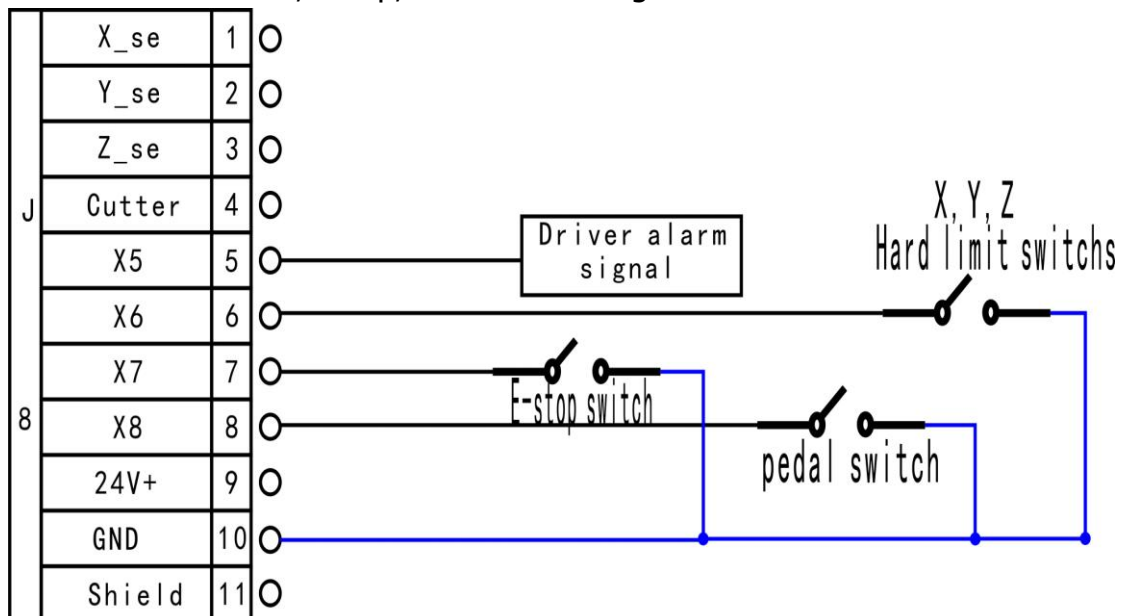 X_se 1
Y_se 2
Z_se 3
J
Cutter 4
X5 5
X6 6
X7 7
8
X8 8
24V+ 9
GND 10
Shield 11
Driver alarm
signal
X, Y, Z
Hard limit switchs
E-stop switch
pedal switch